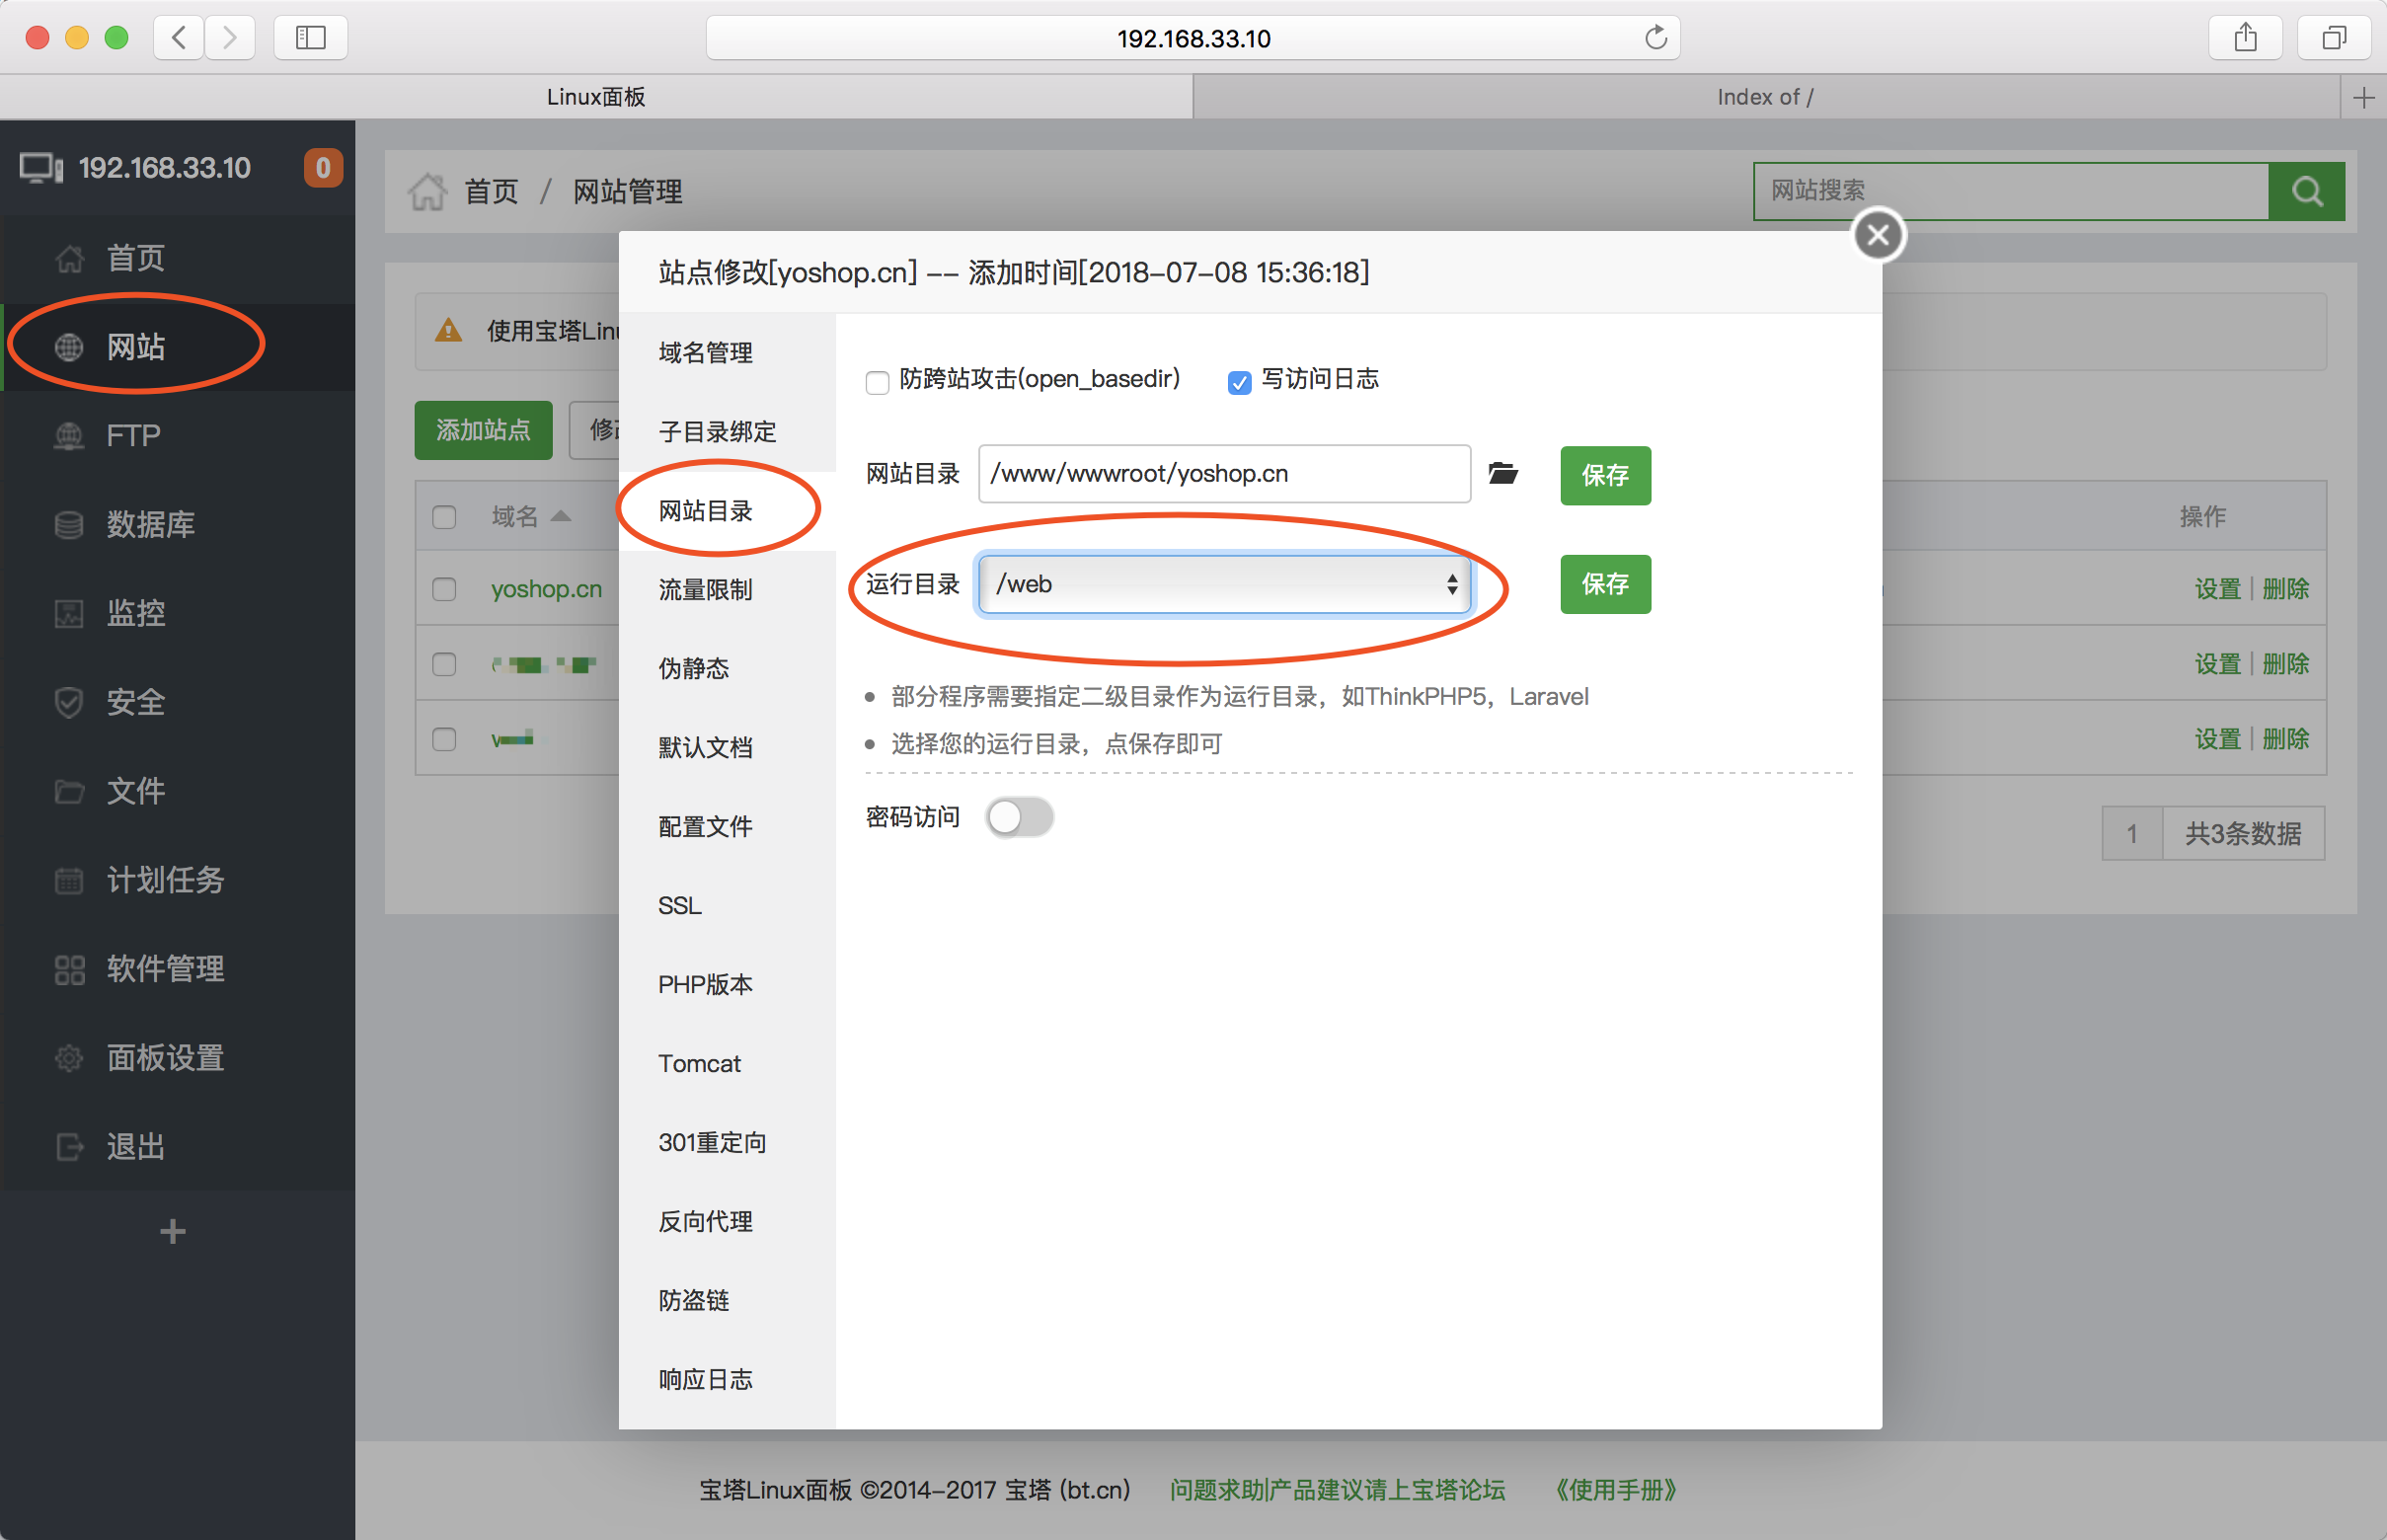 192.168.33.10
Linux面板
Index of /
192.168.33.10
0
首页
网站
FTP
数据库
监控
安全
文件
计划任务
软件管理
面板设置
退出
+
首页 / 网站管理
网站搜索
使用宝塔Linu
添加站点
修改
域名
操作
yoshop.cn
设置 | 删除
设置 | 删除
设置 | 删除
1
共3条数据
站点修改[yoshop.cn] -- 添加时间[2018-07-08 15:36:18]
域名管理
子目录绑定
网站目录
流量限制
伪静态
默认文档
配置文件
SSL
PHP版本
Tomcat
301重定向
反向代理
防盗链
响应日志
防跨站攻击(open_basedir)
写访问日志
网站目录
/www/wwwroot/yoshop.cn
保存
运行目录
/web
保存
部分程序需要指定二级目录作为运行目录，如ThinkPHP5，Laravel
选择您的运行目录，点保存即可
密码访问
宝塔Linux面板 ©2014-2017 宝塔 (bt.cn)
问题求助|产品建议请上宝塔论坛
《使用手册》